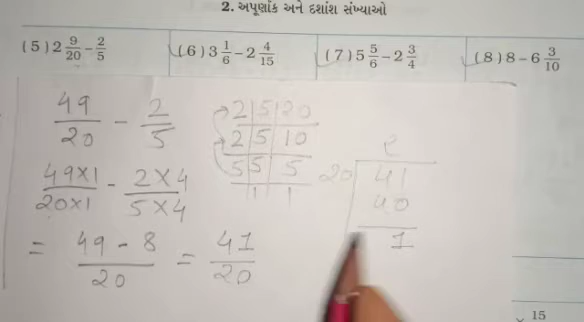 2. અપૂર્ણાંક અને દશાંશ સંખ્યાઓ
(5) 2 9/20 - 2/5 (6) 3 1/6 - 2 4/15 (7) 5 5/6 - 2 3/4 (8) 8 - 6 3/10
49/20 - 2/5
2 | 5 | 20
2 | 5 | 10
5 | 5 | 5
1 | 1
49×1/20×1 - 2×4/5×4
= 49 - 8/20 = 41/20
૨
20 | 41
40
1
× 15